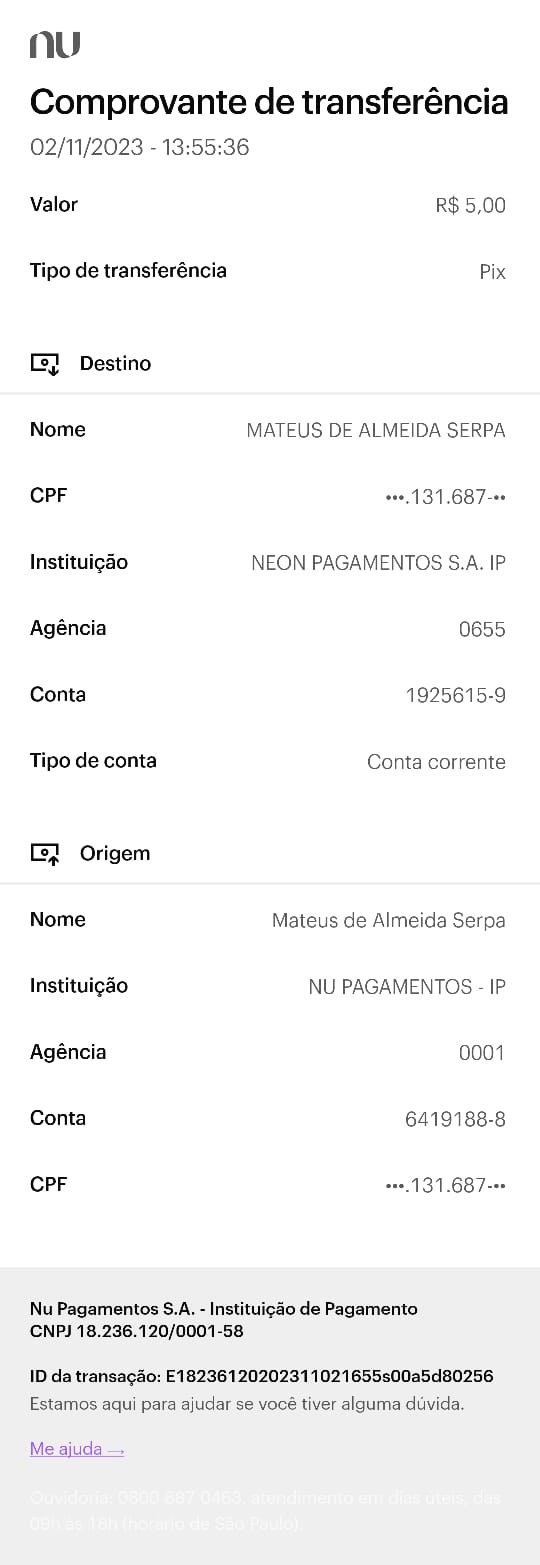 nu
Comprovante de transferência
02/11/2023 - 13:55:36
Valor R$ 5,00
Tipo de transferência Pix
Destino
Nome MATEUS DE ALMEIDA SERPA
CPF •••.131.687-••
Instituição NEON PAGAMENTOS S.A. IP
Agência 0655
Conta 1925615-9
Tipo de conta Conta corrente
Origem
Nome Mateus de Almeida Serpa
Instituição NU PAGAMENTOS - IP
Agência 0001
Conta 6419188-8
CPF •••.131.687-••
Nu Pagamentos S.A. - Instituição de Pagamento
CNPJ 18.236.120/0001-58
ID da transação: E18236120202311021655s00a5d80256
Estamos aqui para ajudar se você tiver alguma dúvida.
Me ajuda →
Ouvidoria: 0800 887 0463, atendimento em dias úteis, das
09h às 18h (horário de São Paulo).